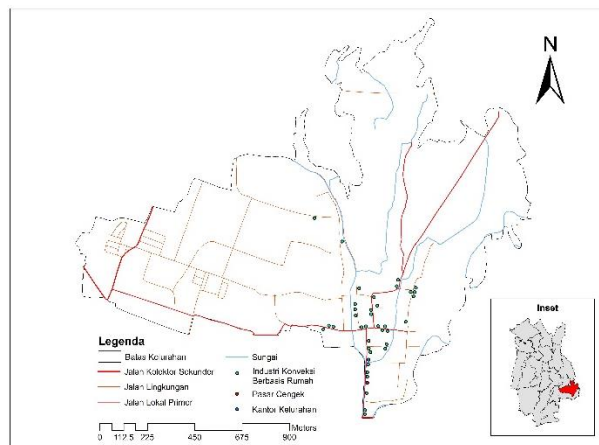 N
Inset
Legenda
Batas Kelurahan
Jalan Kolektor Sekunder
Jalan Lingkungan
Jalan Lokal Primer
Sungai
Industri Konveksi
Berbasis Rumah
Pasar Cengek
Kantor Kelurahan
Meters
0 112.5 225 450 675 900